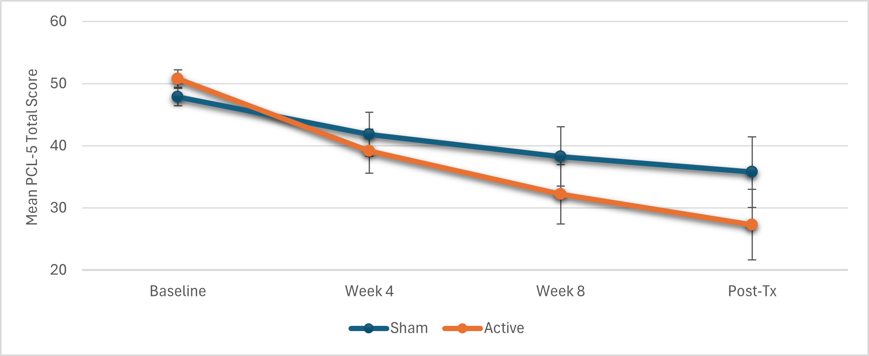 Mean PCL-5 Total Score
60
50
40
30
20
Baseline
Week 4
Week 8
Post-Tx
Sham
Active